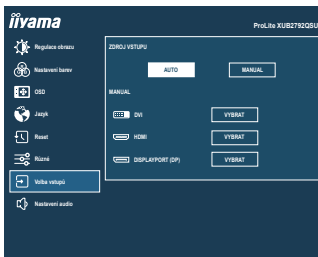 iiyama
ProLite XUB2792QSU
Regulace obrazu
Nastavení barev
OSD
Jazyk
Reset
Různé
Volba vstupů
Nastavení audio
ZDROJ VSTUPU
AUTO MANUAL
MANUAL
DVI VYBRAT
HDMI VYBRAT
DISPLAYPORT (DP) VYBRAT